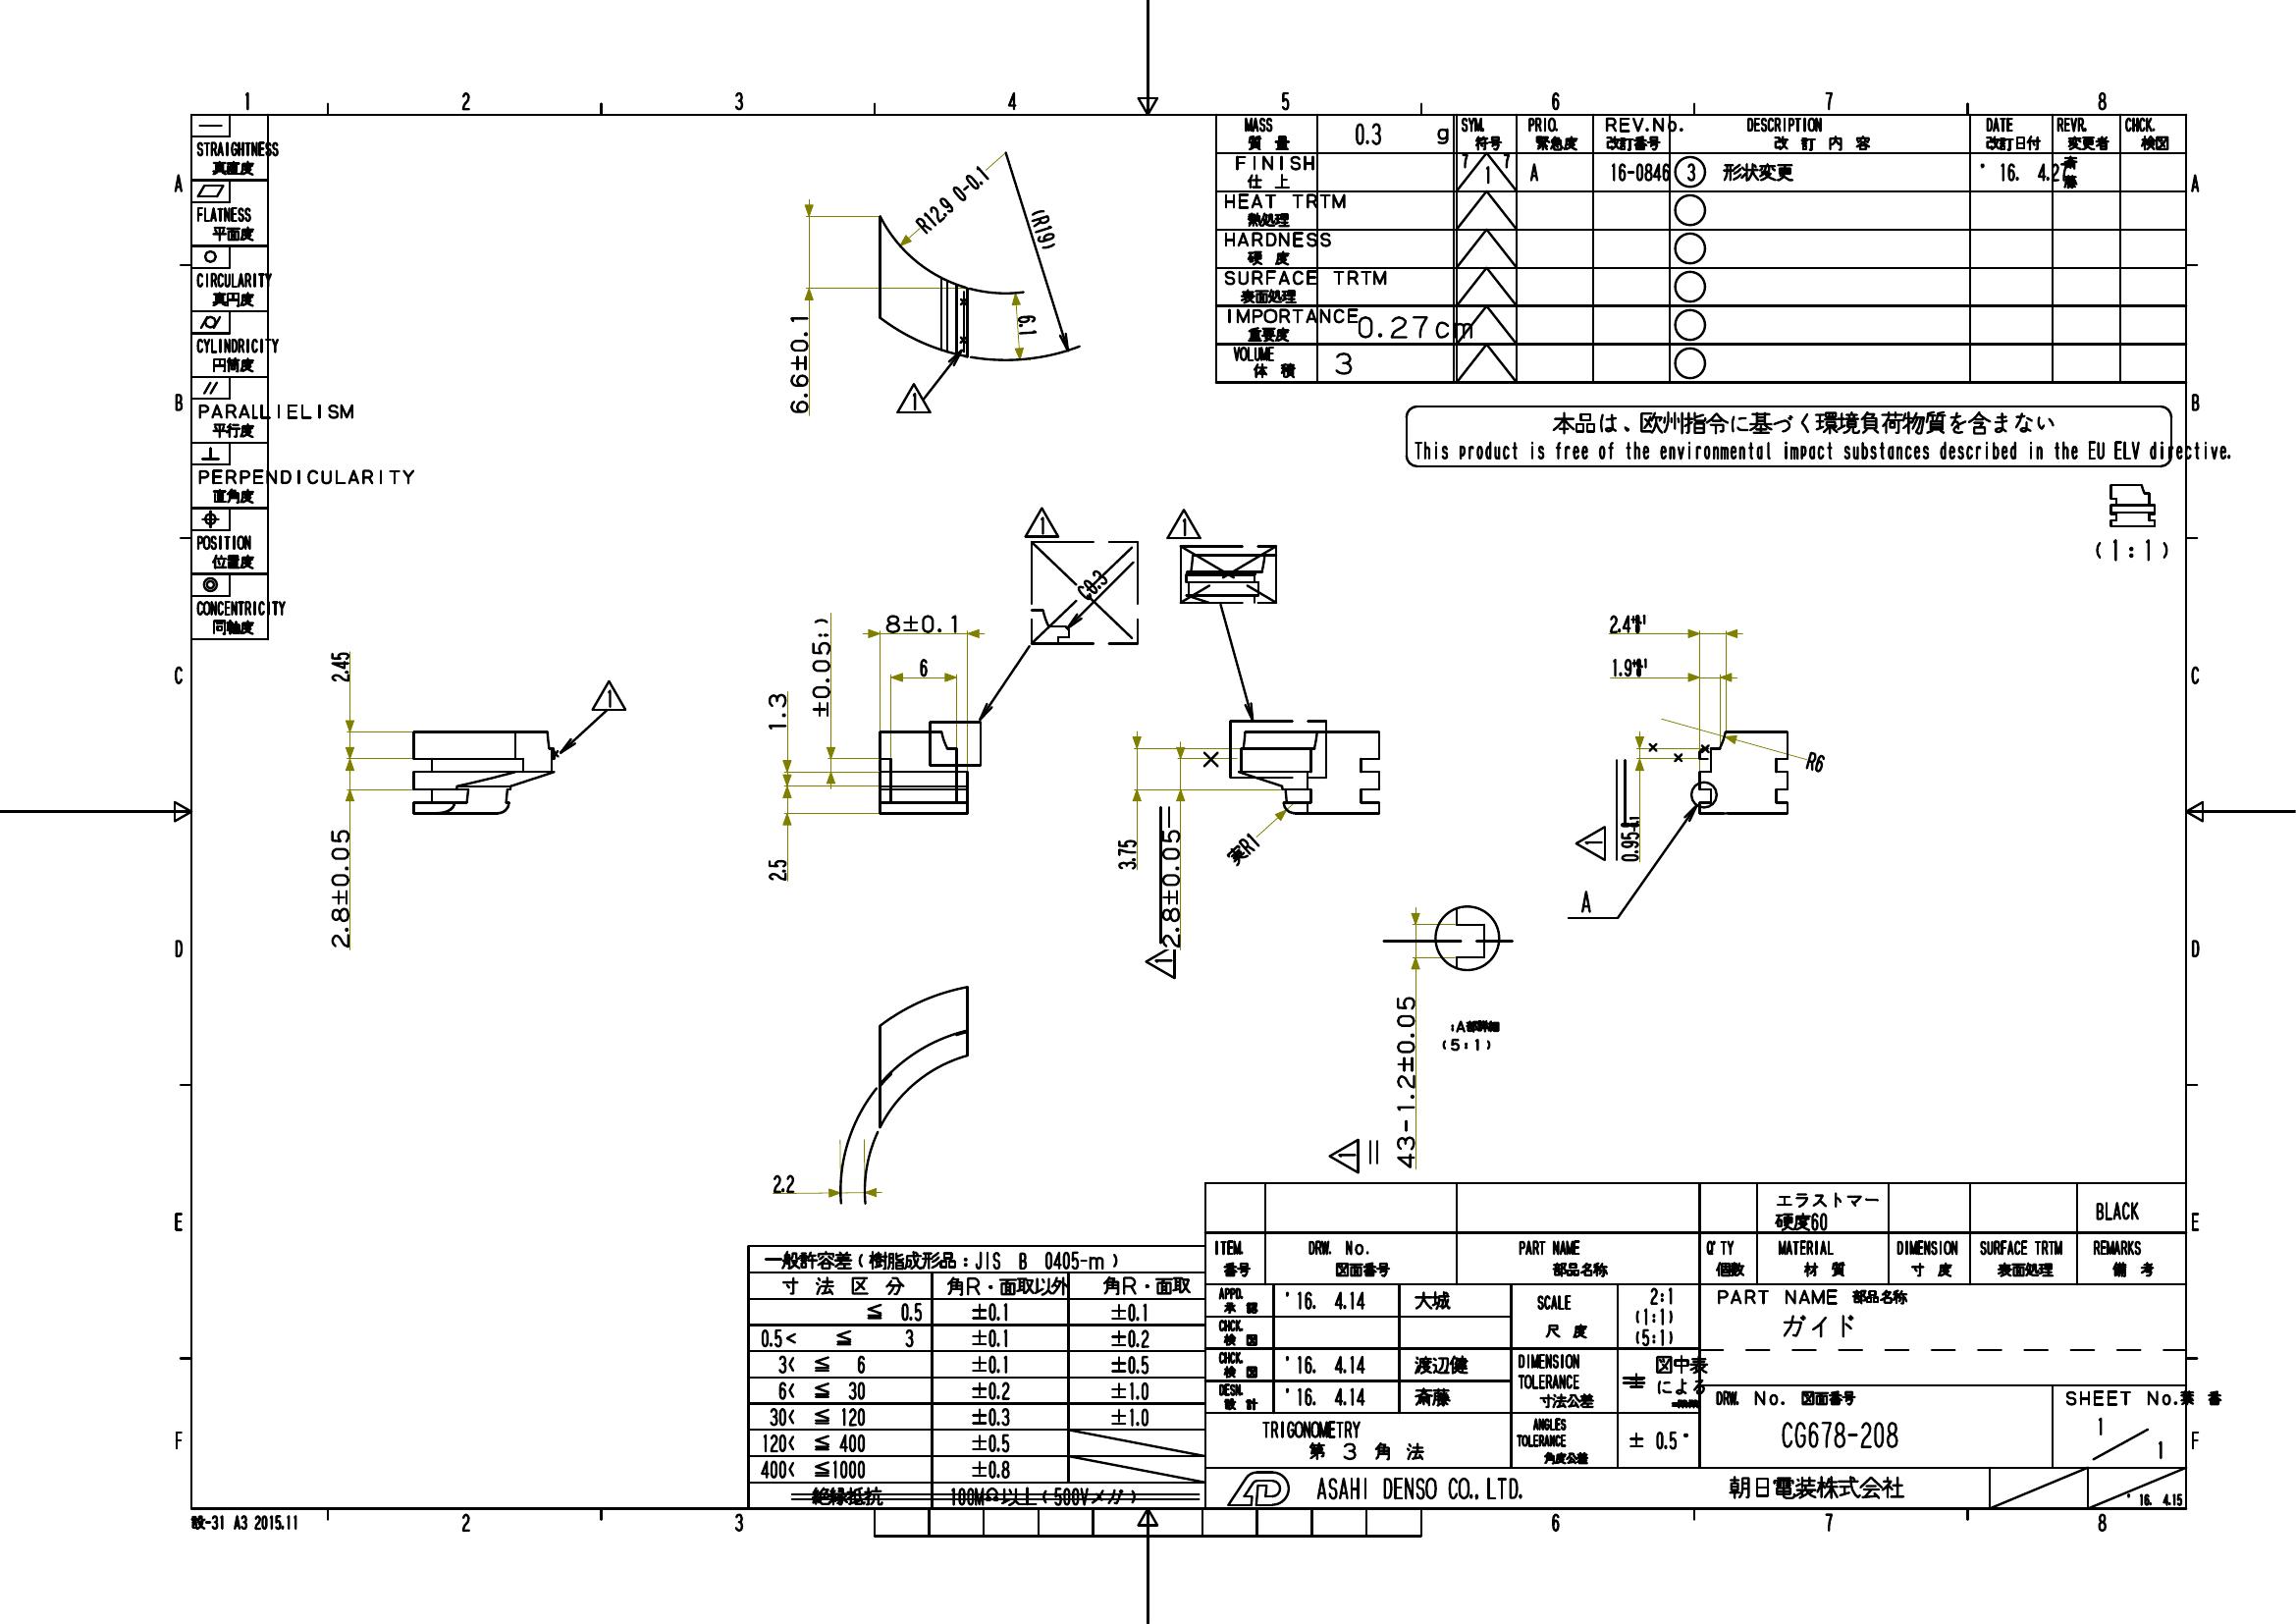 1 2 3 4 5 6 7 8
A
B
C
D
E
F
STRAIGHTNESS
真直度
FLATNESS
平面度
CIRCULARITY
真円度
CYLINDRICITY
円筒度
PARALLIELISM
平行度
PERPENDICULARITY
直角度
POSITION
位置度
CONCENTRICITY
同軸度
MASS
質量
0.3 g
FINISH
仕上
HEAT TRTM
熱処理
HARDNESS
硬度
SURFACE TRTM
表面処理
IMPORTANCE
重要度
0.27cm
VOLUME
体積
3
SYM. PRIO. REV.No. DESCRIPTION DATE REVR. CHCK.
符号 緊急度 改訂番号 改訂内容 改訂日付 変更者 検図
7 7
1 A 16-0846 3 形状変更 '16. 4.27 斎藤
本品は、欧州指令に基づく環境負荷物質を含まない
This product is free of the environmental impact substances described in the EU ELV directive.
(1:1)
R12.9 0-0.1
(R19)
6.6±0.1
6.1
1
1
1
C0.3
2.45
1
2.8±0.05
8±0.1
6
±0.05;)
1.3
2.5
3.75
2.8±0.05
1
実R1
2.4
1.9
R6
0.95
1
A
43-1.2±0.05
1
:A部詳細
(5:1)
2.2
一般許容差(樹脂成形品:JIS B 0405-m)
寸法区分 角R・面取以外 角R・面取
≦ 0.5 ±0.1 ±0.1
0.5< ≦ 3 ±0.1 ±0.2
3< ≦ 6 ±0.1 ±0.5
6< ≦ 30 ±0.2 ±1.0
30< ≦ 120 ±0.3 ±1.0
120< ≦ 400 ±0.5
400< ≦1000 ±0.8
絶縁抵抗 100MΩ以上(500Vメガ)
エラストマー
硬度60
BLACK
ITEM. DRW. No. PART NAME Q'TY MATERIAL DIMENSION SURFACE TRTM REMARKS
番号 図面番号 部品名称 個数 材質 寸度 表面処理 備考
APPD. 承認 '16. 4.14 大城
CHCK. 検図
CHCK. 検図 '16. 4.14 渡辺健
DESN. 設計 '16. 4.14 斎藤
SCALE
尺度
2:1
(1:1)
(5:1)
DIMENSION
TOLERANCE
寸法公差
± 図中表
による
ANGLES
TOLERANCE
角度公差
± 0.5°
TRIGONOMETRY
第3角法
PART NAME 部品名称
ガイド
DRW. No. 図面番号
CG678-208
SHEET No.葉番
1/1
ASAHI DENSO CO., LTD.
朝日電装株式会社
'16. 4.15
設-31 A3 2015.11
2 3 6 7 8
A
B
C
D
E
F